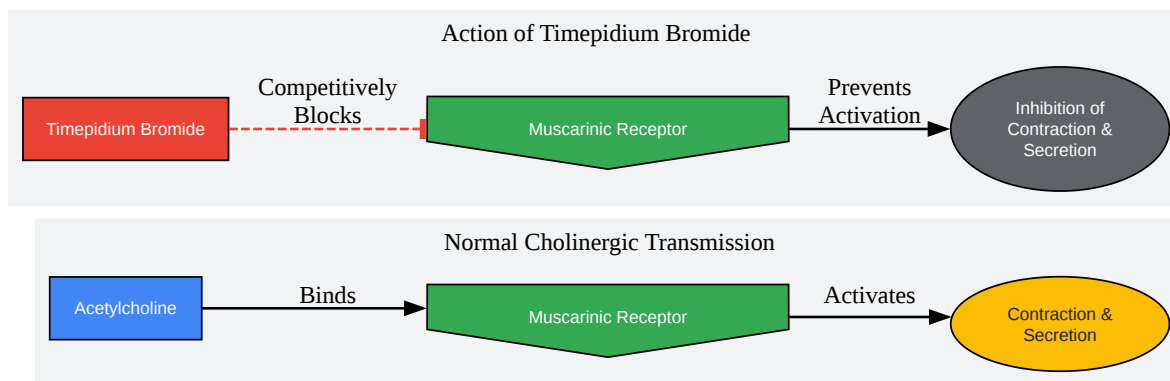 Action of Timepidium Bromide
Timepidium Bromide
Competitively
Blocks
Muscarinic Receptor
Prevents
Activation
Inhibition of
Contraction &
Secretion
Normal Cholinergic Transmission
Acetylcholine
Binds
Muscarinic Receptor
Activates
Contraction &
Secretion